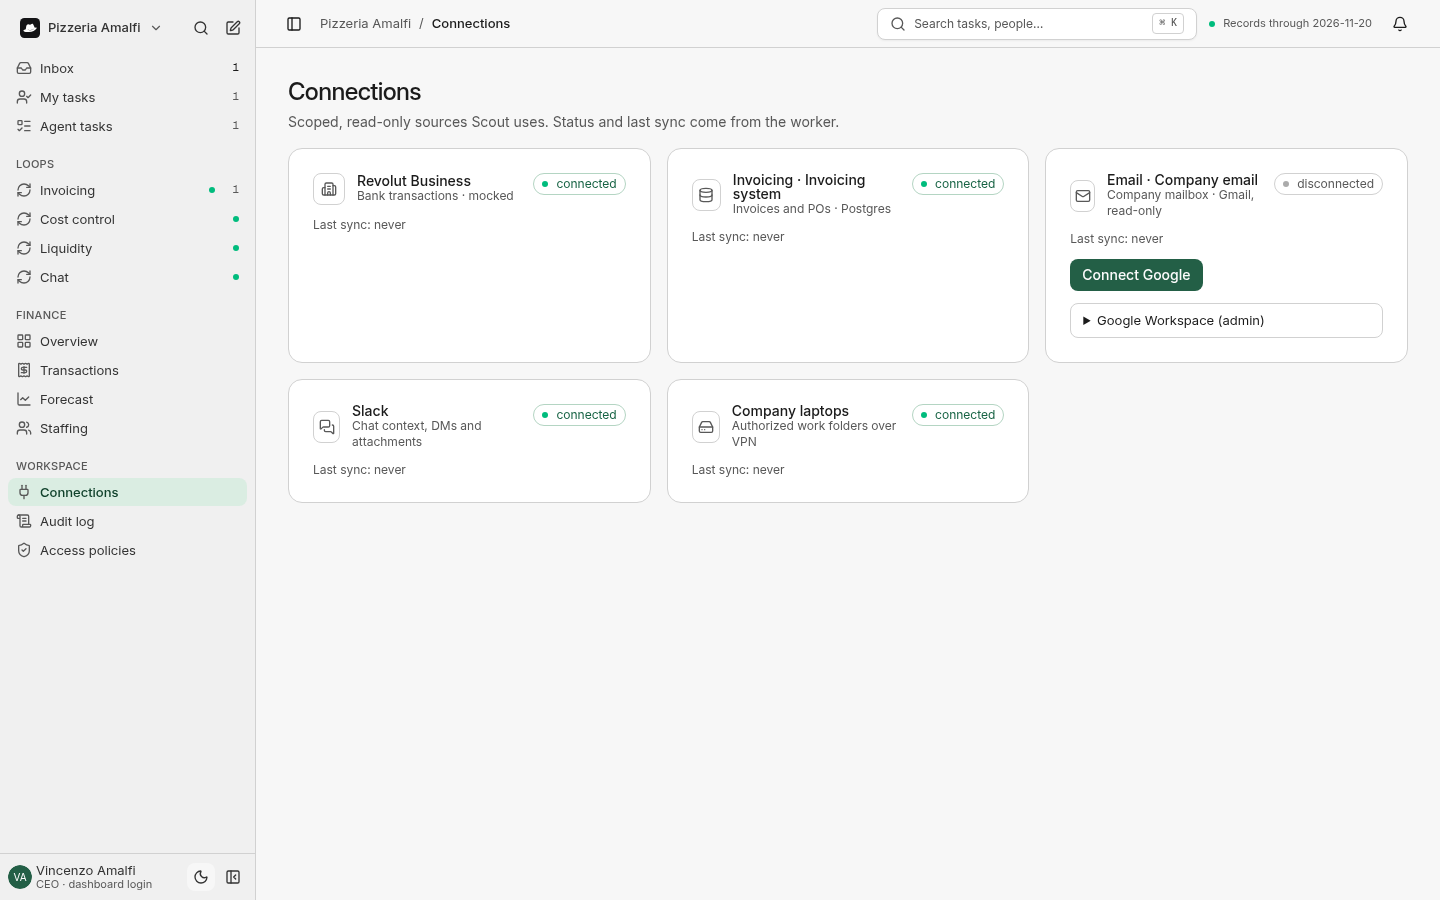 Pizzeria Amalfi
Inbox 1
My tasks 1
Agent tasks 1
LOOPS
Invoicing 1
Cost control
Liquidity
Chat
FINANCE
Overview
Transactions
Forecast
Staffing
WORKSPACE
Connections
Audit log
Access policies
VA
Vincenzo Amalfi
CEO · dashboard login
Pizzeria Amalfi / Connections
Search tasks, people... ⌘ K
Records through 2026-11-20
Connections
Scoped, read-only sources Scout uses. Status and last sync come from the worker.
Revolut Business
Bank transactions · mocked
connected
Last sync: never
Invoicing · Invoicing
system
Invoices and POs · Postgres
connected
Last sync: never
Email · Company email
Company mailbox · Gmail,
read-only
disconnected
Last sync: never
Connect Google
▶ Google Workspace (admin)
Slack
Chat context, DMs and
attachments
connected
Last sync: never
Company laptops
Authorized work folders over
VPN
connected
Last sync: never